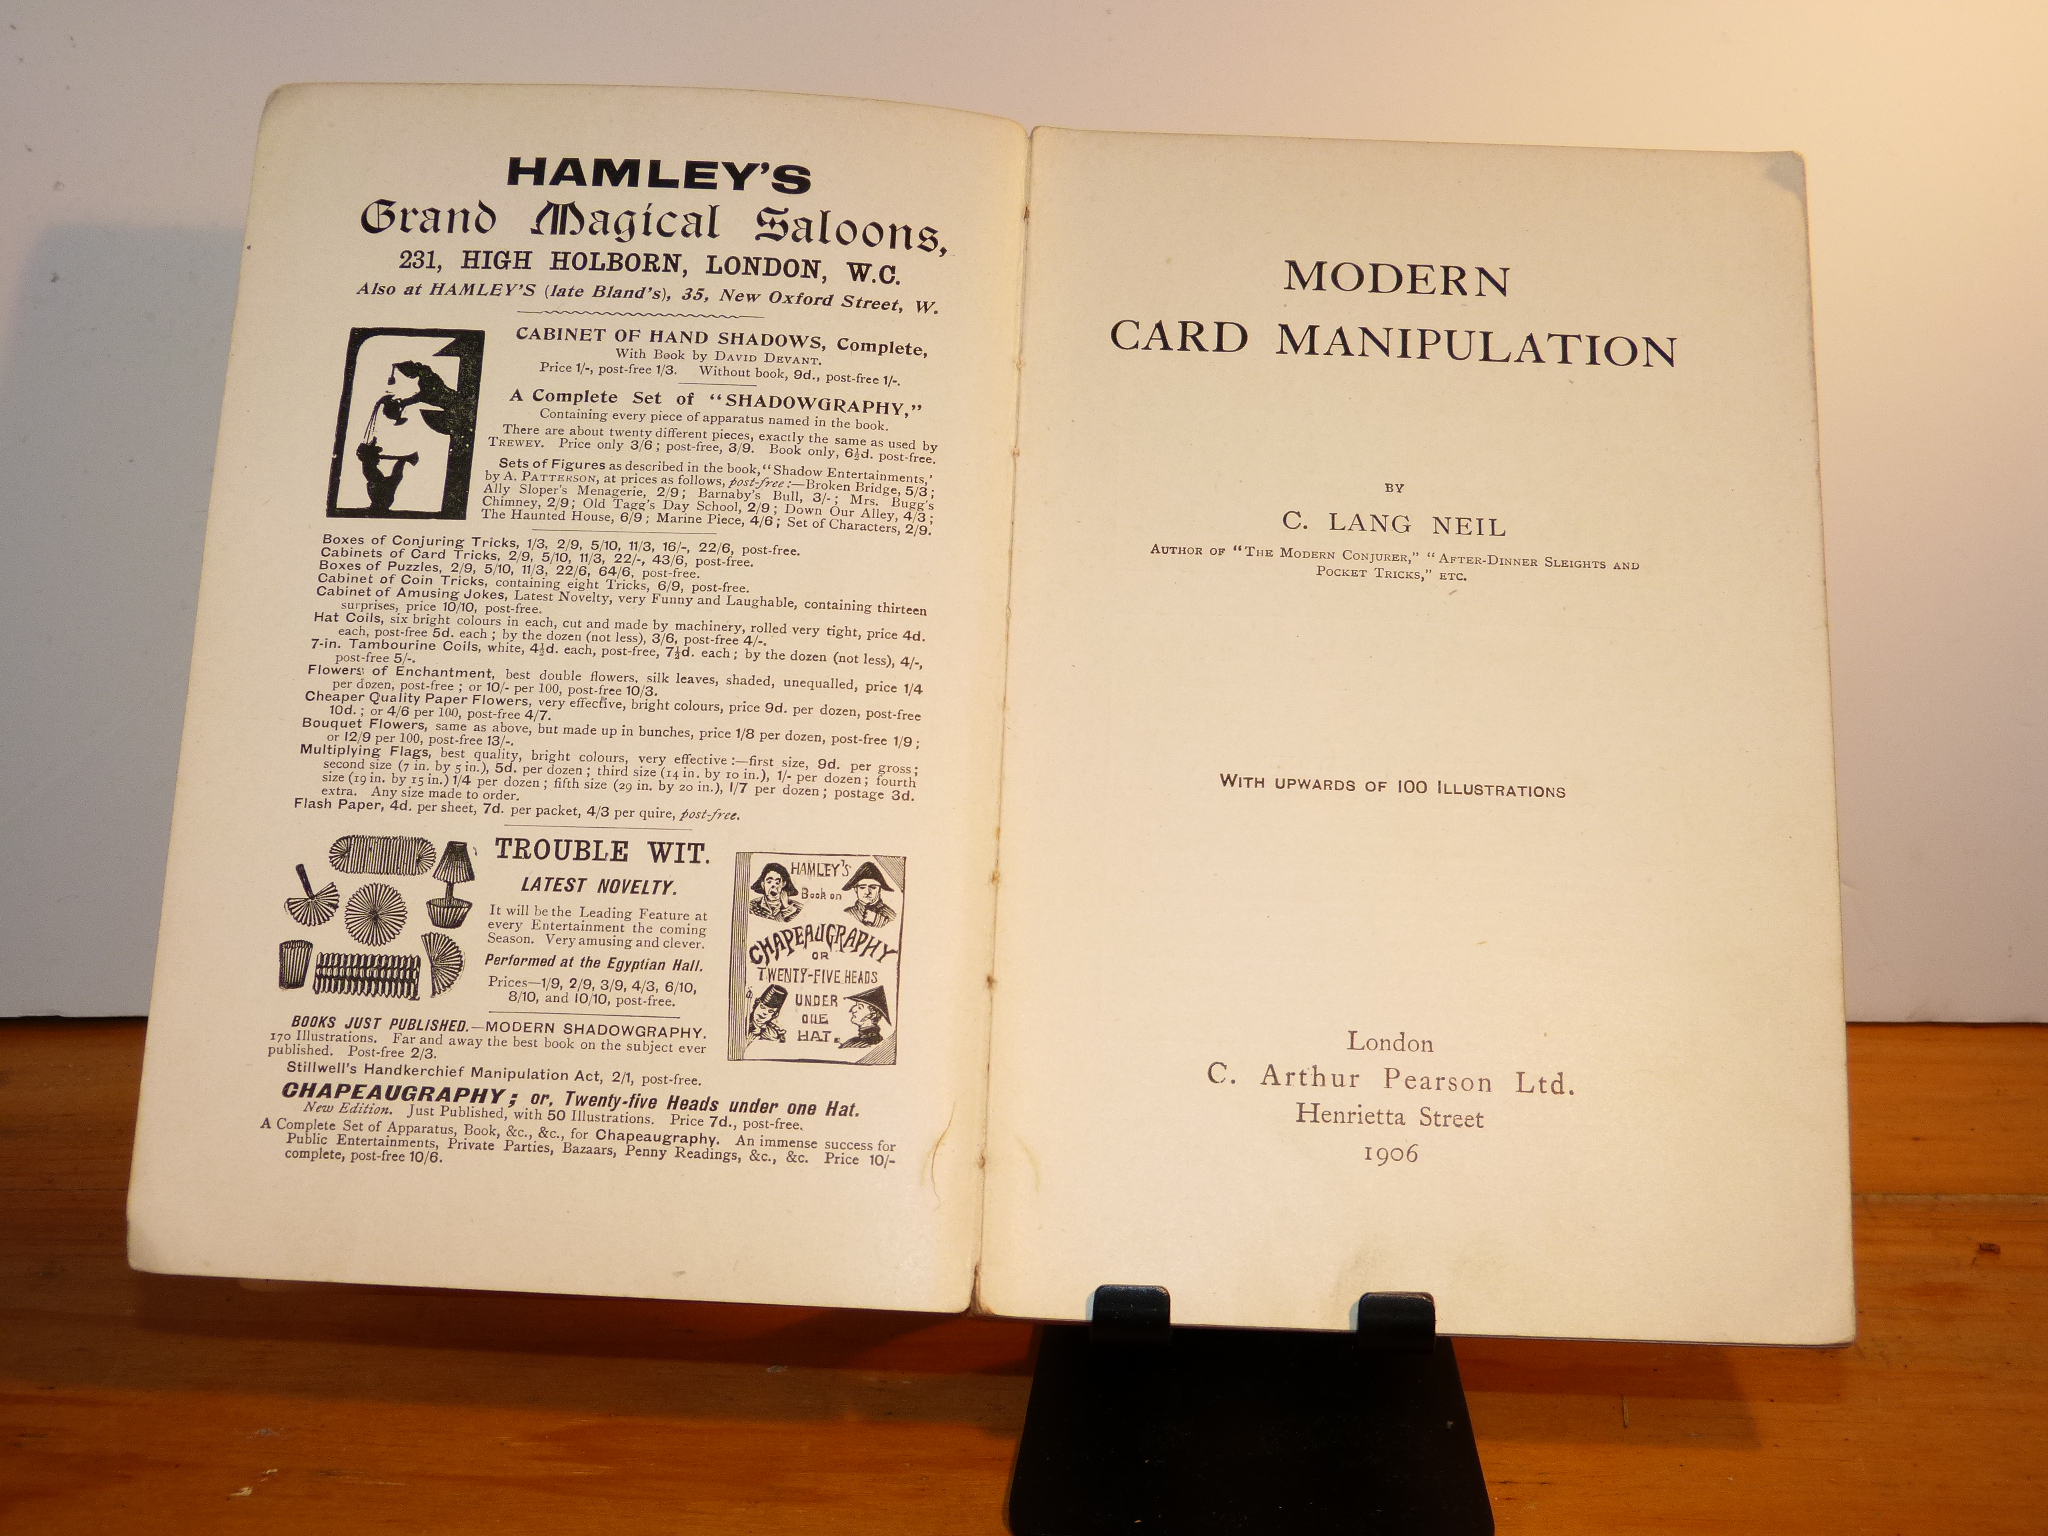 HAMLEY'S
Grand Magical Saloons,
231, HIGH HOLBORN, LONDON, W.C.
Also at HAMLEY'S (late Bland's), 35, New Oxford Street, W.
CABINET OF HAND SHADOWS, Complete,
With Book by DAVID DEVANT.
Price 1/-, post-free 1/3. Without book, 9d., post-free 1/-.
A Complete Set of "SHADOWGRAPHY,"
Containing every piece of apparatus named in the book.
There are about twenty different pieces, exactly the same as used by
TREWEY. Price only 3/6; post-free, 3/9. Book only, 6½d. post-free.
Sets of Figures as described in the book, "Shadow Entertainments,'
by A. PATTERSON, at prices as follows, post-free:—Broken Bridge, 5/3;
Ally Sloper's Menagerie, 2/9; Barnaby's Bull, 3/-; Mrs. Bugg's
Chimney, 2/9; Old Tagg's Day School, 2/9; Down Our Alley, 4/3;
The Haunted House, 6/9; Marine Piece, 4/6; Set of Characters, 2/9.
Boxes of Conjuring Tricks, 1/3, 2/9, 5/10, 11/3, 16/-, 22/6, post-free.
Cabinets of Card Tricks, 2/9, 5/10, 11/3, 22/-, 43/6, post-free.
Boxes of Puzzles, 2/9, 5/10, 11/3, 22/6, 64/6, post-free.
Cabinet of Coin Tricks, containing eight Tricks, 6/9, post-free.
Cabinet of Amusing Jokes, Latest Novelty, very Funny and Laughable, containing thirteen
surprises, price 10/10, post-free.
Hat Coils, six bright colours in each, cut and made by machinery, rolled very tight, price 4d.
each, post-free 5d. each; by the dozen (not less), 3/6, post-free 4/-.
7-in. Tambourine Coils, white, 4½d. each, post-free, 7½d. each; by the dozen (not less), 4/-,
post-free 5/-.
Flowers of Enchantment, best double flowers, silk leaves, shaded, unequalled, price 1/4
per dozen, post-free; or 10/- per 100, post-free 10/3.
Cheaper Quality Paper Flowers, very effective, bright colours, price 9d. per dozen, post-free
10d.; or 4/6 per 100, post-free 4/7.
Bouquet Flowers, same as above, but made up in bunches, price 1/8 per dozen, post-free 1/9;
or 12/9 per 100, post-free 13/-.
Multiplying Flags, best quality, bright colours, very effective:—first size, 9d. per gross;
second size (7 in. by 5 in.), 5d. per dozen; third size (14 in. by 10 in.), 1/- per dozen; fourth
size (19 in. by 15 in.) 1/4 per dozen; fifth size (29 in. by 20 in.), 1/7 per dozen; postage 3d.
extra. Any size made to order.
Flash Paper, 4d. per sheet, 7d. per packet, 4/3 per quire, post-free.
TROUBLE WIT.
LATEST NOVELTY.
It will be the Leading Feature at
every Entertainment the coming
Season. Very amusing and clever.
Performed at the Egyptian Hall.
Prices—1/9, 2/9, 3/9, 4/3, 6/10,
8/10, and 10/10, post-free.
HAMLEY'S
Book on
CHAPEAUGRAPHY
OR
TWENTY-FIVE HEADS
UNDER
ONE
HAT.
BOOKS JUST PUBLISHED.—MODERN SHADOWGRAPHY.
170 Illustrations. Far and away the best book on the subject ever
published. Post-free 2/3.
Stillwell's Handkerchief Manipulation Act, 2/1, post-free.
CHAPEAUGRAPHY; or, Twenty-five Heads under one Hat.
New Edition. Just Published, with 50 Illustrations. Price 7d., post-free.
A Complete Set of Apparatus, Book, &c., &c., for Chapeaugraphy. An immense success for
Public Entertainments, Private Parties, Bazaars, Penny Readings, &c., &c. Price 10/-
complete, post-free 10/6.
MODERN
CARD MANIPULATION
BY
C. LANG NEIL
AUTHOR OF "THE MODERN CONJURER," "AFTER-DINNER SLEIGHTS AND
POCKET TRICKS," ETC.
WITH UPWARDS OF 100 ILLUSTRATIONS
London
C. Arthur Pearson Ltd.
Henrietta Street
1906